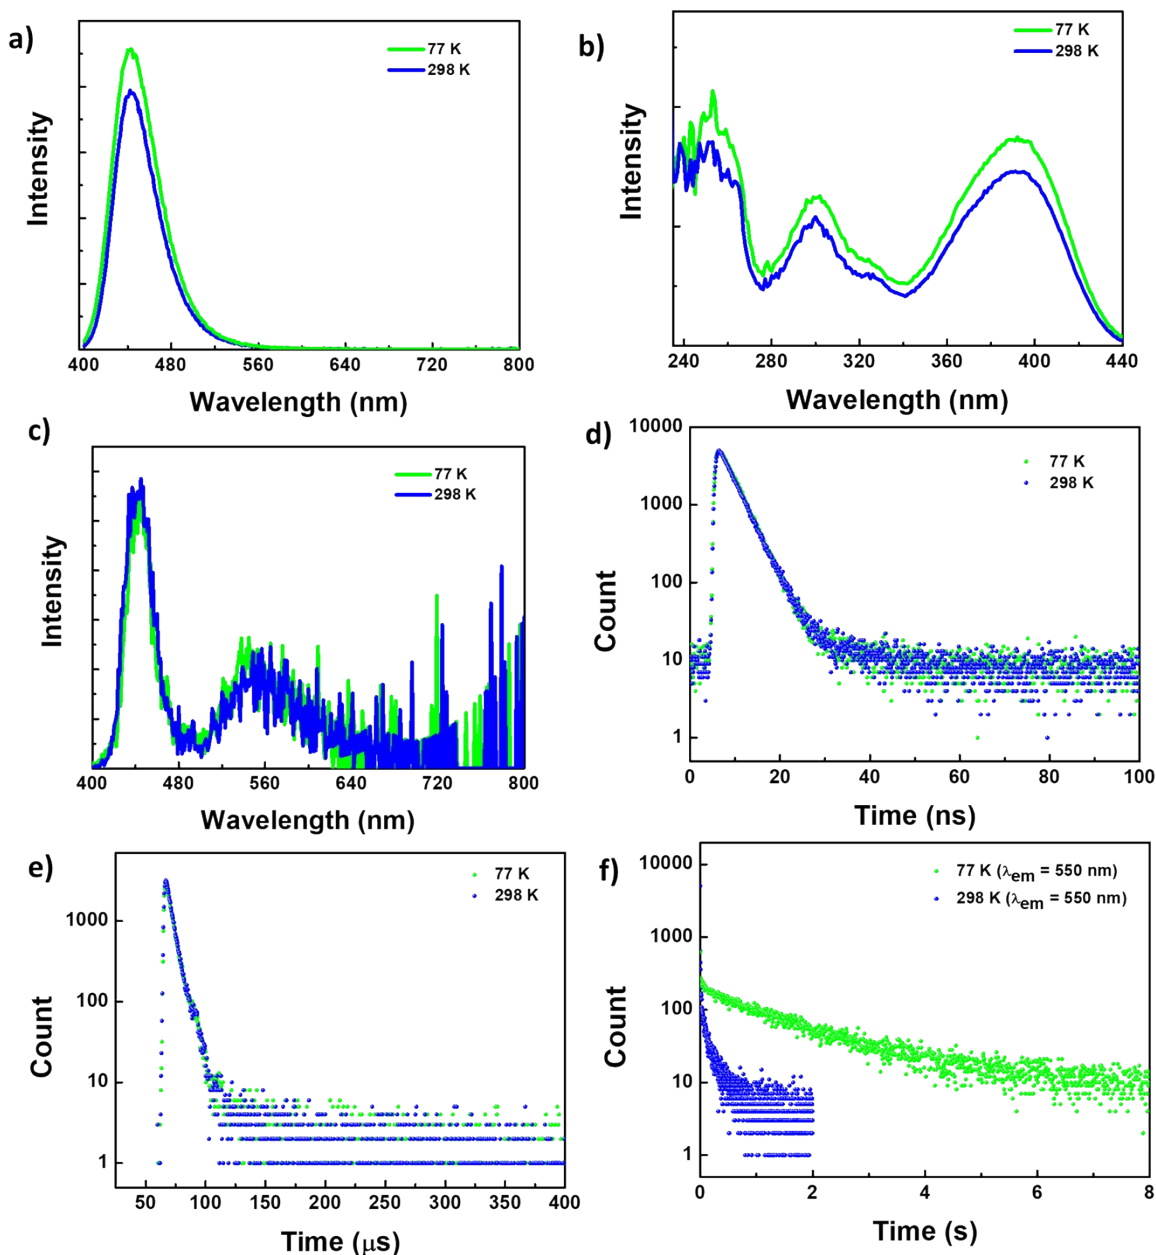 a)
77 K
298 K
Intensity
400 480 560 640 720 800
Wavelength (nm)
b)
77 K
298 K
Intensity
240 280 320 360 400 440
Wavelength (nm)
c)
77 K
298 K
Intensity
400 480 560 640 720 800
Wavelength (nm)
d)
10000
1000
100
10
1
77 K
298 K
Count
0 20 40 60 80 100
Time (ns)
e)
1000
100
10
1
77 K
298 K
Count
50 100 150 200 250 300 350 400
Time (μs)
f)
10000
1000
100
10
1
77 K (λem = 550 nm)
298 K (λem = 550 nm)
Count
0 2 4 6 8
Time (s)